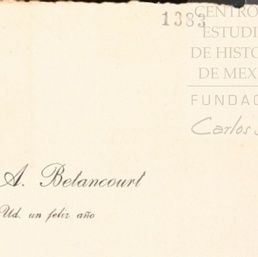 1383
CENTRO
ESTUDI
DE HISTO
DE MEX
FUNDAC
Carlos
A. Betancourt
Ud. un feliz año